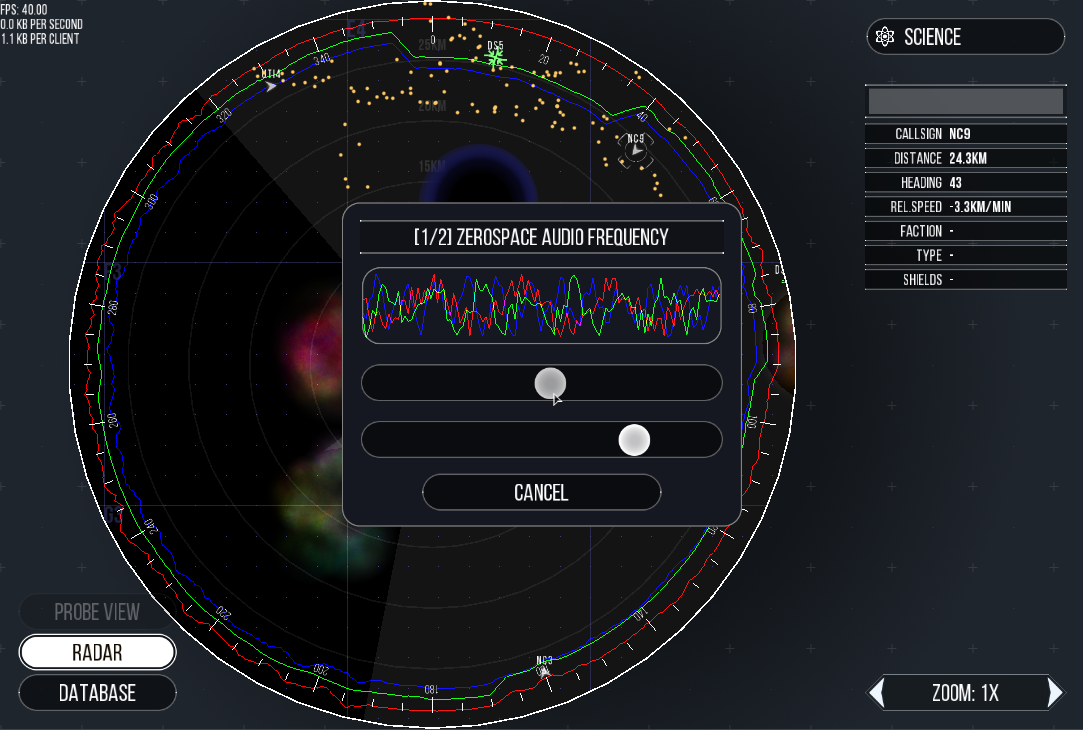 FPS: 40.00
0.0 KB PER SECOND
1.1 KB PER CLIENT
E4
25KM
DS5
0
20
340
UTI4
320
20KM
40
NC9
15KM
300
SCIENCE
CALLSIGN NC9
DISTANCE 24.3KM
HEADING 43
REL.SPEED -3.3KM/MIN
FACTION -
TYPE -
SHIELDS -
[1/2] ZEROSPACE AUDIO FREQUENCY
280
80
260
100
CANCEL
240
220
140
200
180
NC3
PROBE VIEW
RADAR
DATABASE
ZOOM: 1X